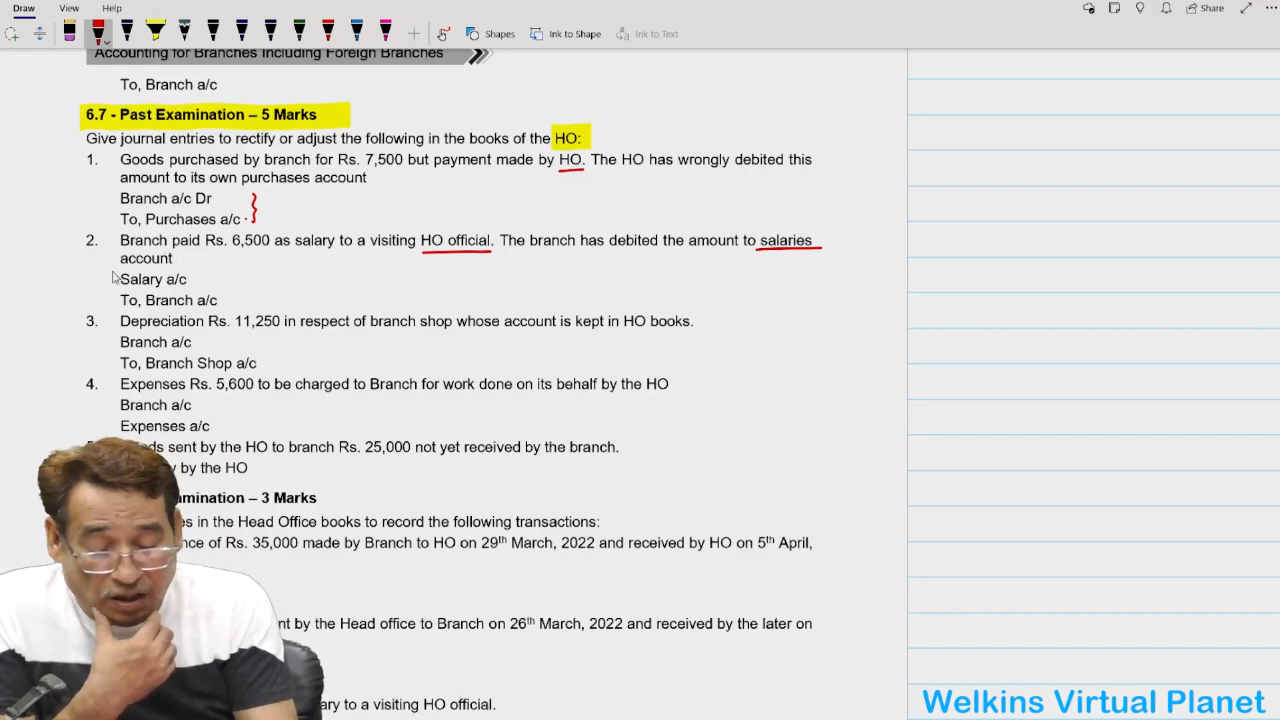 Draw View Help
Share
Shapes Ink to Shape Ink to Text
Accounting for Branches Including Foreign Branches
To, Branch a/c
6.7 - Past Examination – 5 Marks
Give journal entries to rectify or adjust the following in the books of the HO:
1. Goods purchased by branch for Rs. 7,500 but payment made by HO. The HO has wrongly debited this
amount to its own purchases account
Branch a/c Dr
To, Purchases a/c
2. Branch paid Rs. 6,500 as salary to a visiting HO official. The branch has debited the amount to salaries
account
Salary a/c
To, Branch a/c
3. Depreciation Rs. 11,250 in respect of branch shop whose account is kept in HO books.
Branch a/c
To, Branch Shop a/c
4. Expenses Rs. 5,600 to be charged to Branch for work done on its behalf by the HO
Branch a/c
Expenses a/c
sent by the HO to branch Rs. 25,000 not yet received by the branch.
by the HO
– 3 Marks
in the Head Office books to record the following transactions:
of Rs. 35,000 made by Branch to HO on 29th March, 2022 and received by HO on 5th April,
by the Head office to Branch on 26th March, 2022 and received by the later on
to a visiting HO official.
Welkins Virtual Planet